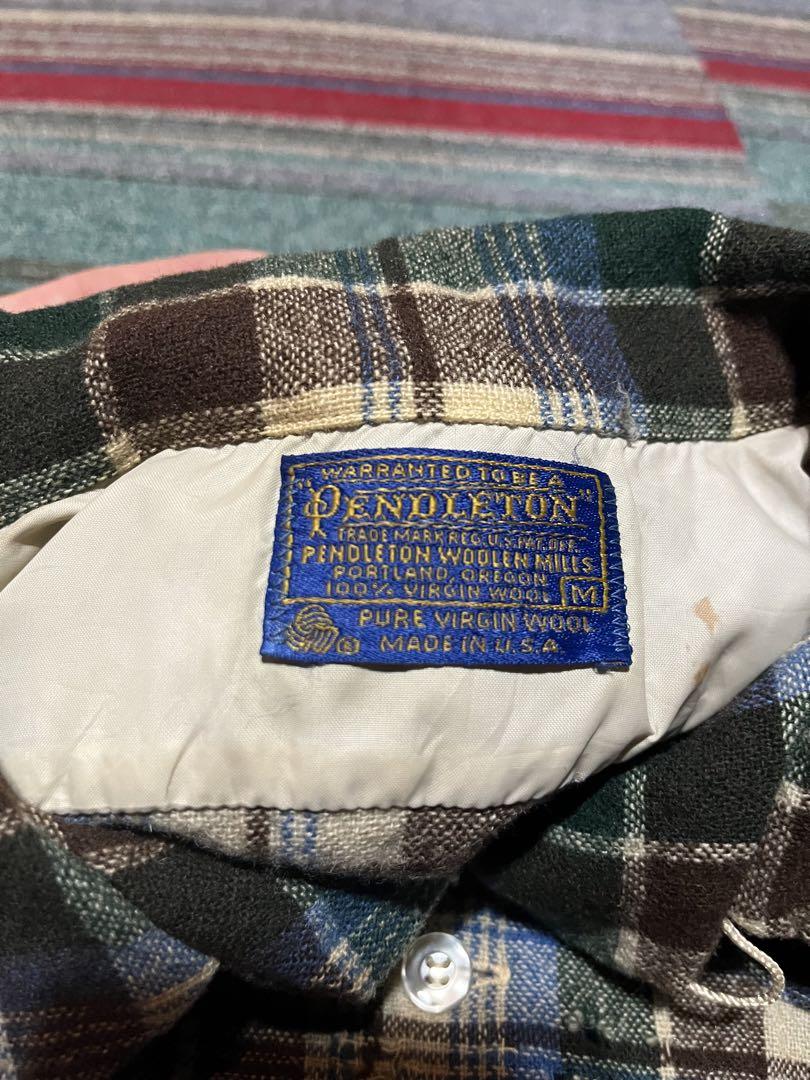 WARRANTED TO BE A
"PENDLETON"
TRADE MARK REG. U.S. PAT. OFF.
PENDLETON WOOLEN MILLS
PORTLAND, OREGON
100% VIRGIN WOOL M
PURE VIRGIN WOOL
® MADE IN U.S.A.